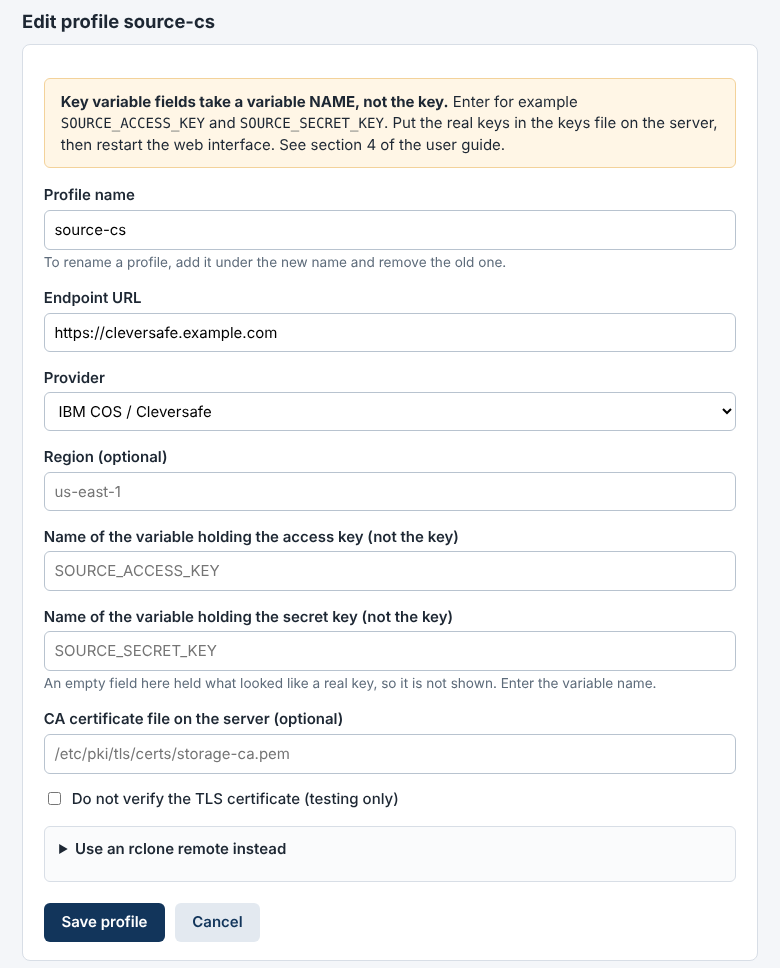 Edit profile source-cs
Key variable fields take a variable NAME, not the key. Enter for example
SOURCE_ACCESS_KEY and SOURCE_SECRET_KEY. Put the real keys in the keys file on the server,
then restart the web interface. See section 4 of the user guide.
Profile name
source-cs
To rename a profile, add it under the new name and remove the old one.
Endpoint URL
https://cleversafe.example.com
Provider
IBM COS / Cleversafe
Region (optional)
us-east-1
Name of the variable holding the access key (not the key)
SOURCE_ACCESS_KEY
Name of the variable holding the secret key (not the key)
SOURCE_SECRET_KEY
An empty field here held what looked like a real key, so it is not shown. Enter the variable name.
CA certificate file on the server (optional)
/etc/pki/tls/certs/storage-ca.pem
Do not verify the TLS certificate (testing only)
Use an rclone remote instead
Save profile
Cancel